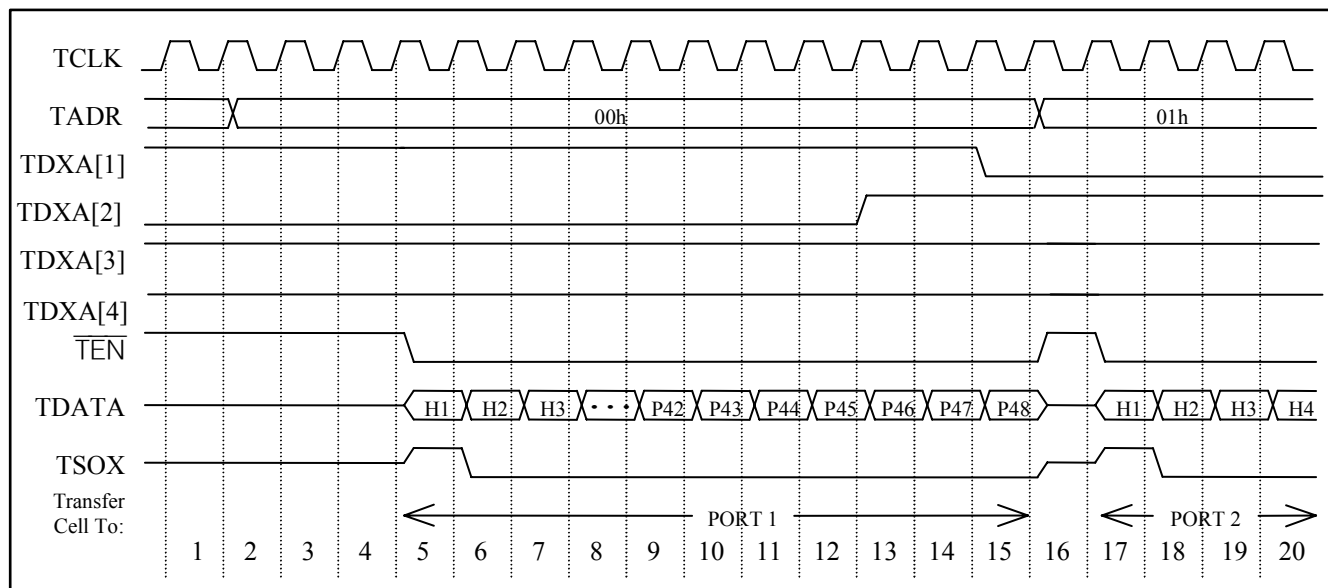 TCLK
TADR 00h 01h
TDXA[1]
TDXA[2]
TDXA[3]
TDXA[4]
TEN
TDATA H1 H2 H3 • • • P42 P43 P44 P45 P46 P47 P48 H1 H2 H3 H4
TSOX
Transfer
Cell To: PORT 1 PORT 2
1 2 3 4 5 6 7 8 9 10 11 12 13 14 15 16 17 18 19 20